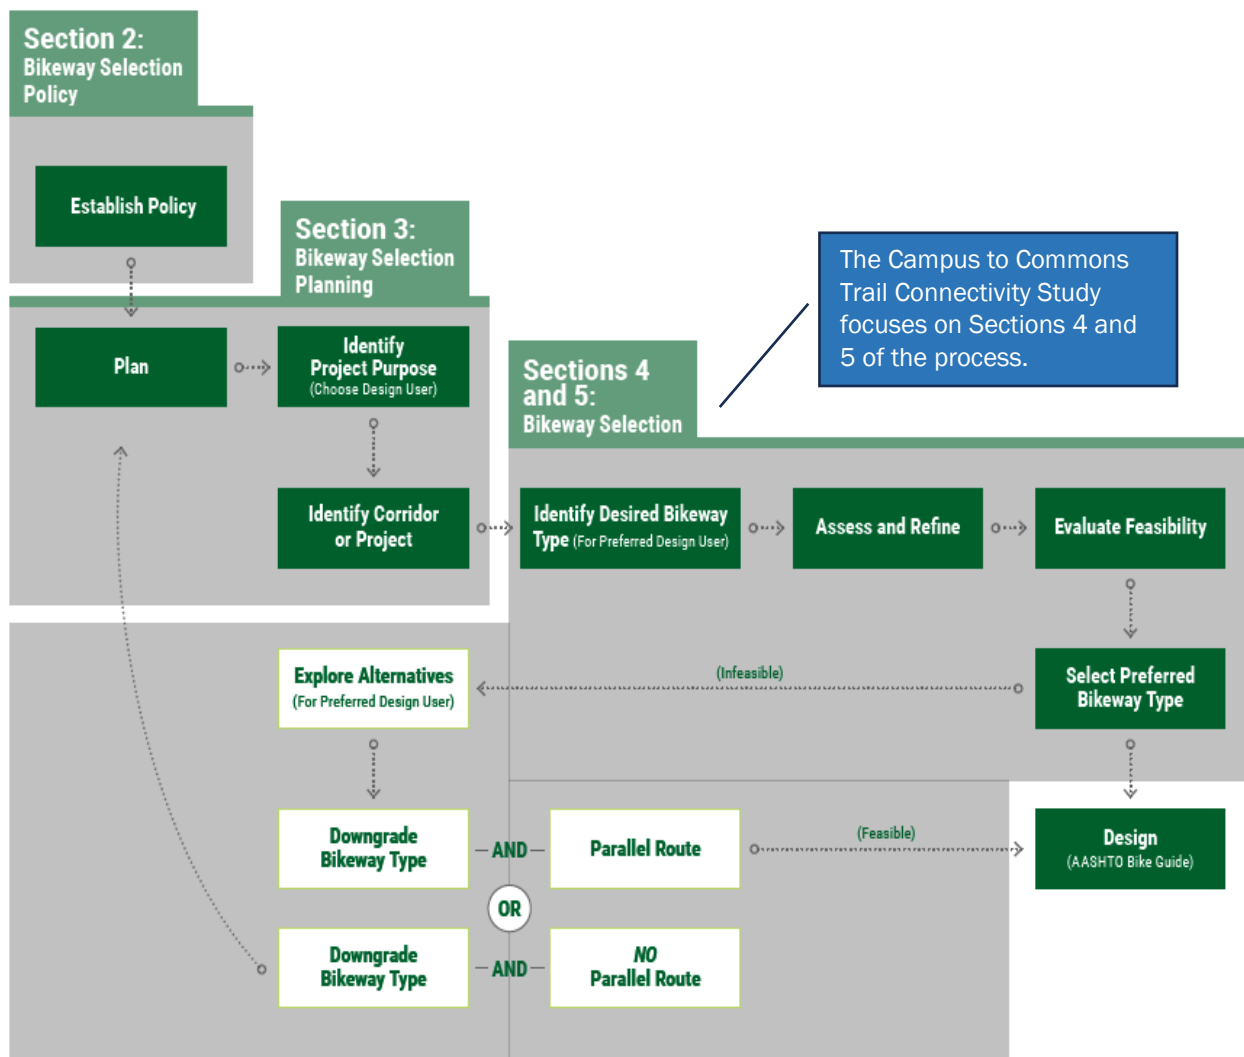 Section 2:
Bikeway Selection
Policy
Establish Policy
Section 3:
Bikeway Selection
Planning
Plan
Identify
Project Purpose
(Choose Design User)
Identify Corridor
or Project
The Campus to Commons
Trail Connectivity Study
focuses on Sections 4 and
5 of the process.
Sections 4
and 5:
Bikeway Selection
Identify Desired Bikeway
Type (For Preferred Design User)
Assess and Refine
Evaluate Feasibility
Select Preferred
Bikeway Type
(Infeasible)
Explore Alternatives
(For Preferred Design User)
Downgrade
Bikeway Type
AND
Parallel Route
(Feasible)
Design
(AASHTO Bike Guide)
OR
Downgrade
Bikeway Type
AND
NO
Parallel Route